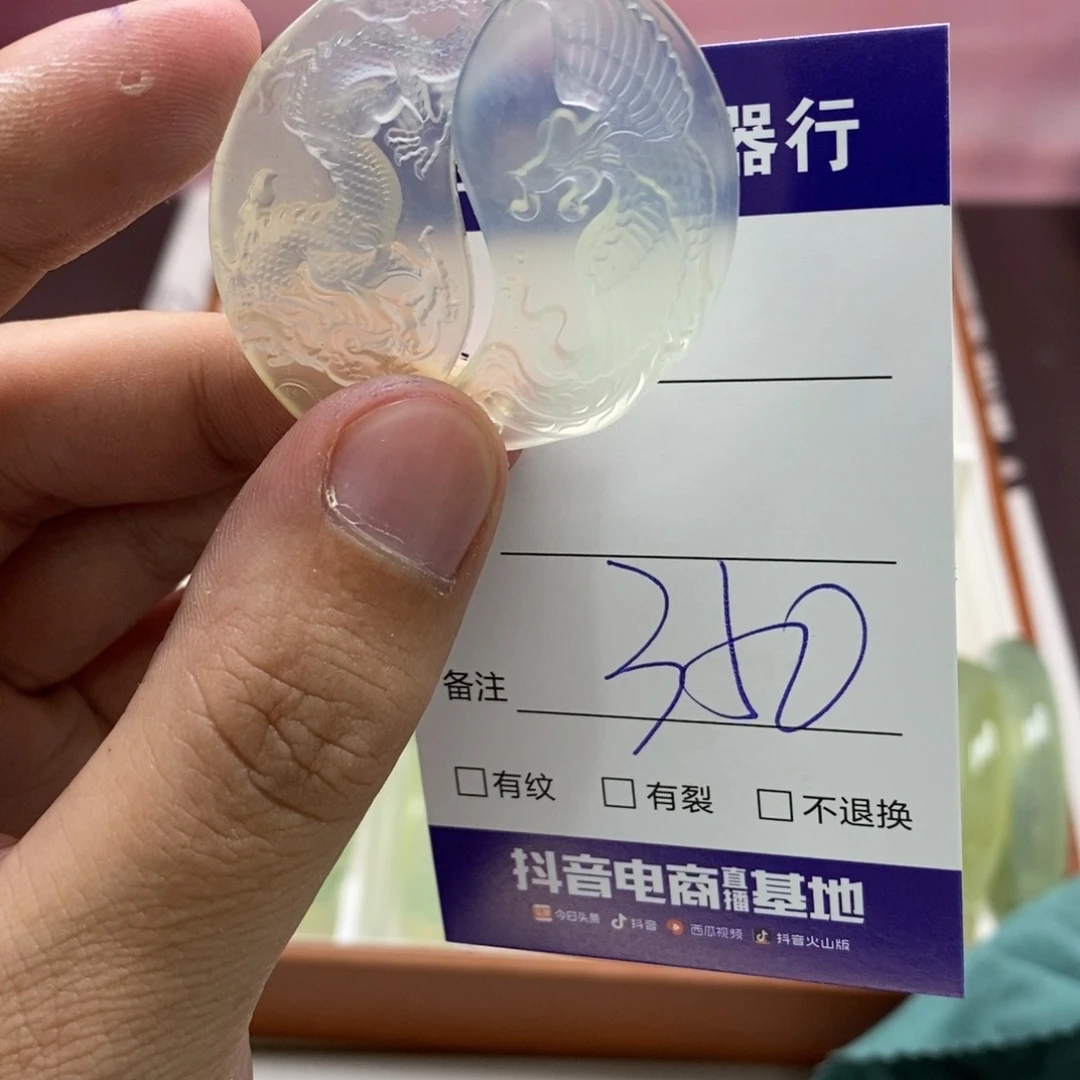 器行
360
备注
□有纹 □有裂 □不退换
抖音电商直播基地
今日头条 抖音 西瓜视频 抖音火山版